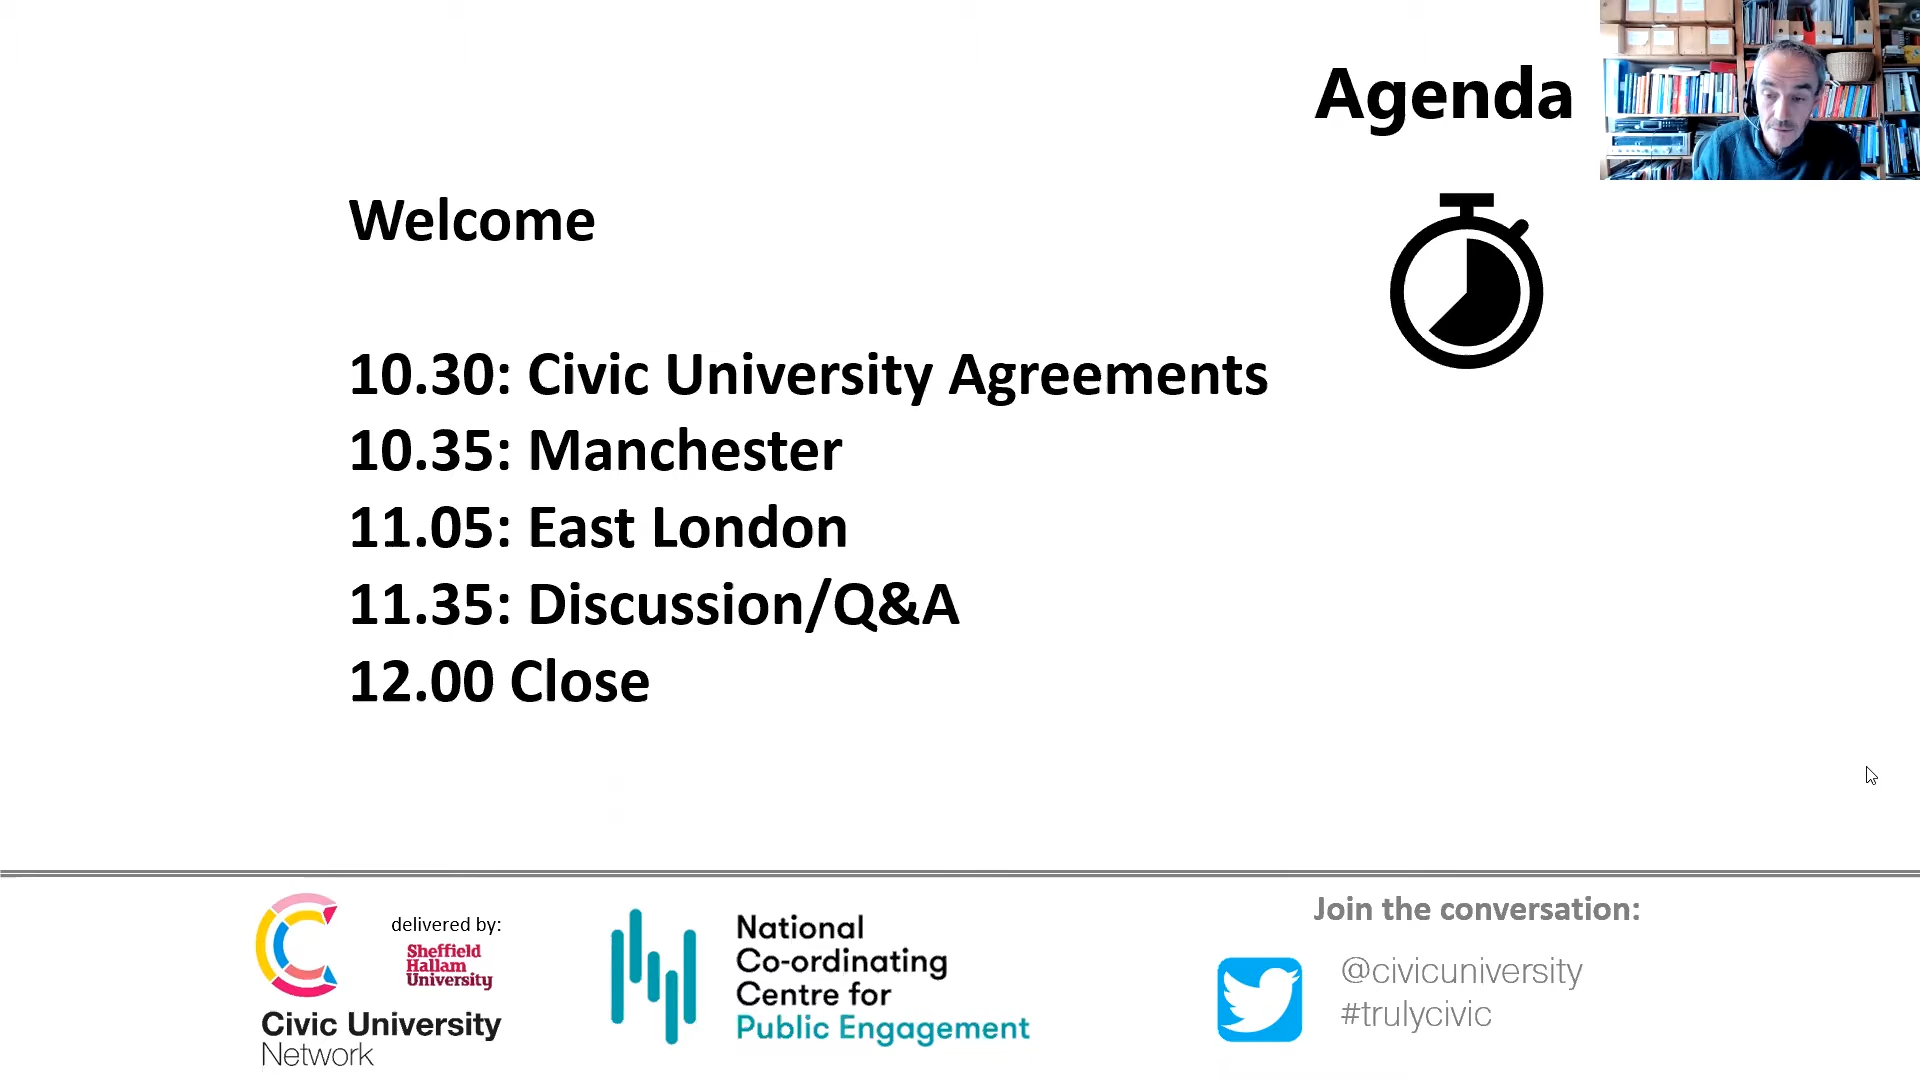 Agenda
Welcome
10.30: Civic University Agreements
10.35: Manchester
11.05: East London
11.35: Discussion/Q&A
12.00 Close
delivered by:
Sheffield
Hallam
University
Civic University
Network
National
Co-ordinating
Centre for
Public Engagement
Join the conversation:
@civicuniversity
#trulycivic